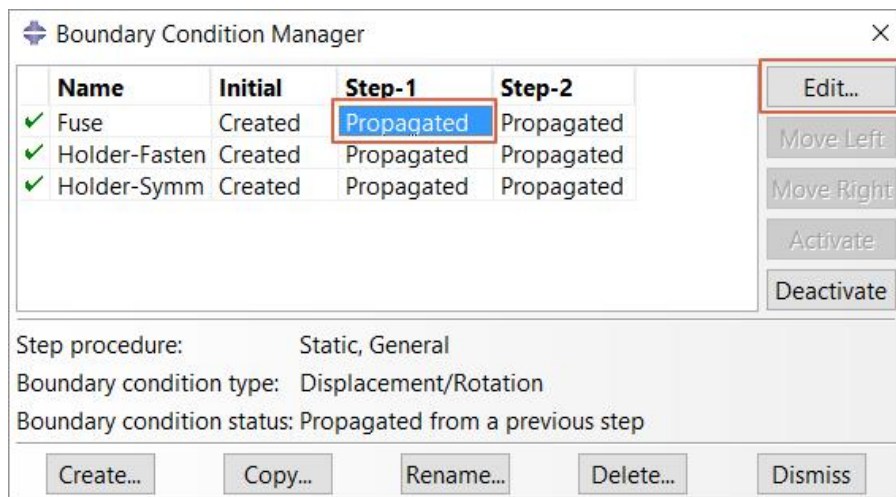 Boundary Condition Manager
Name Initial Step-1 Step-2
Fuse Created Propagated Propagated
Holder-Fasten Created Propagated Propagated
Holder-Symm Created Propagated Propagated
Edit...
Move Left
Move Right
Activate
Deactivate
Step procedure: Static, General
Boundary condition type: Displacement/Rotation
Boundary condition status: Propagated from a previous step
Create... Copy... Rename... Delete... Dismiss